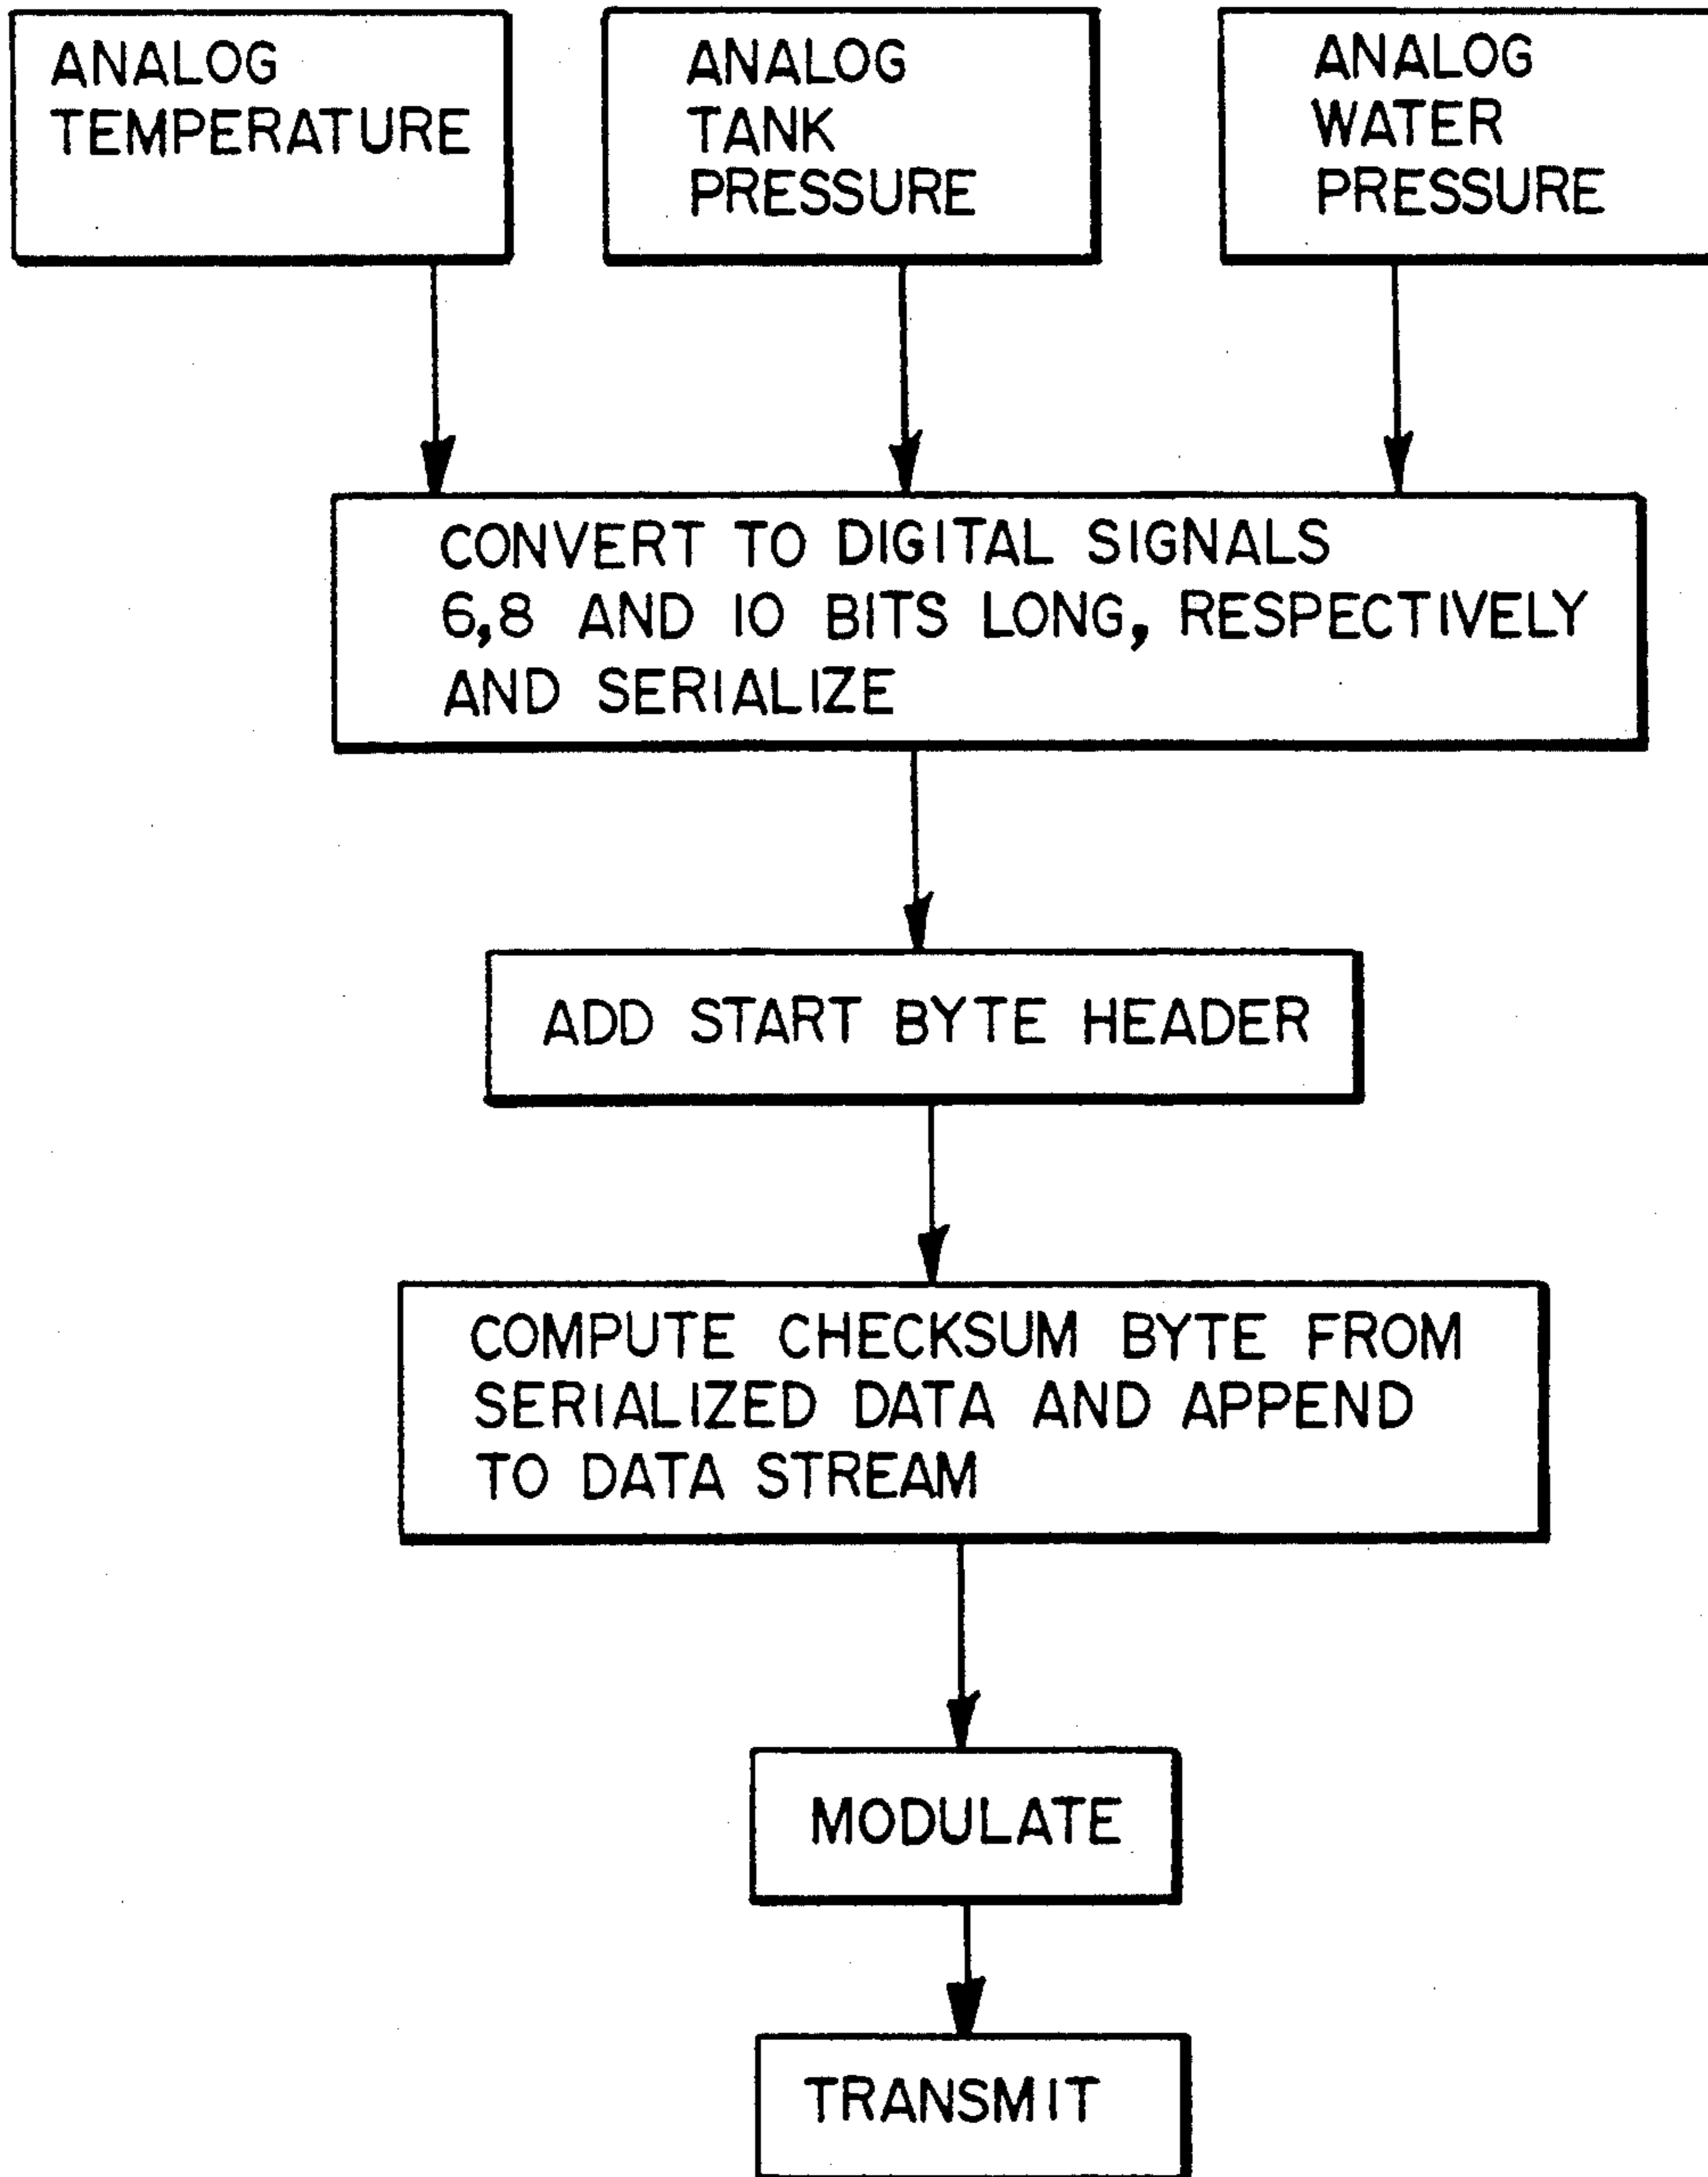 ANALOG
TEMPERATURE
ANALOG
TANK
PRESSURE
ANALOG
WATER
PRESSURE
CONVERT TO DIGITAL SIGNALS
6,8 AND 10 BITS LONG, RESPECTIVELY
AND SERIALIZE
ADD START BYTE HEADER
COMPUTE CHECKSUM BYTE FROM
SERIALIZED DATA AND APPEND
TO DATA STREAM
MODULATE
TRANSMIT